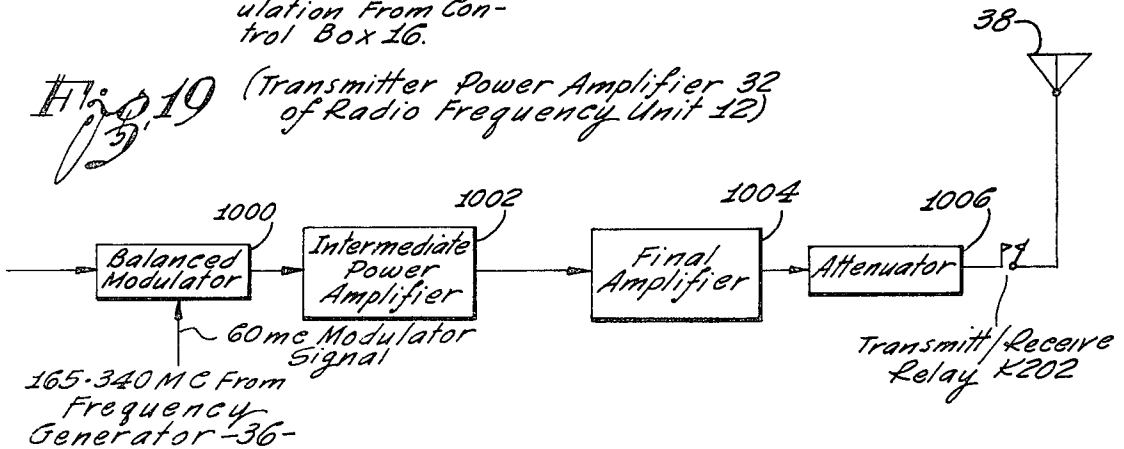 ulation From Con-
trol Box 16.
38
Fig. 19
(Transmitter Power Amplifier 32
of Radio Frequency Unit 12)
1000
1002
1004
1006
Balanced
Modulator
Intermediate
Power
Amplifier
Final
Amplifier
Attenuator
60mc Modulator
Signal
165-340 MC From
Frequency
Generator -36-
Transmitt/Receive
Relay K202